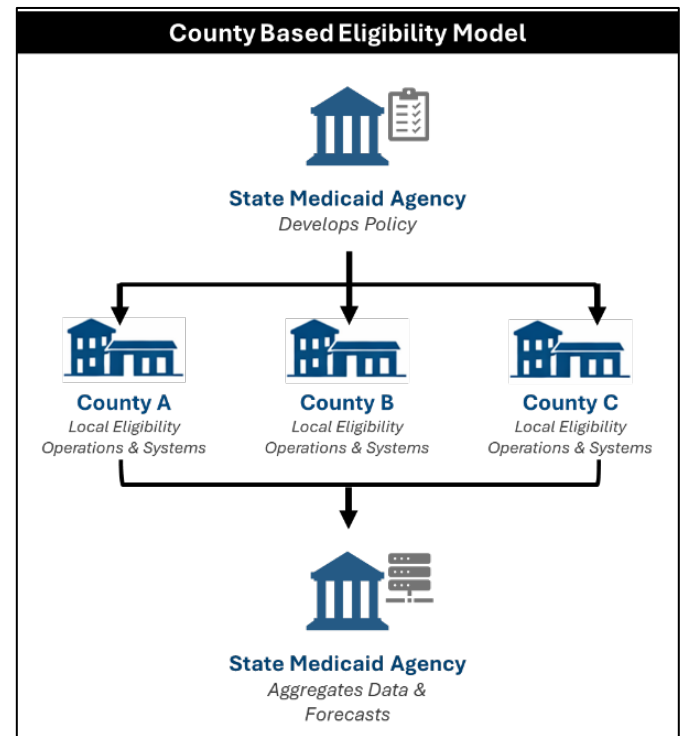 County Based Eligibility Model
State Medicaid Agency
Develops Policy
County A
Local Eligibility
Operations & Systems
County B
Local Eligibility
Operations & Systems
County C
Local Eligibility
Operations & Systems
State Medicaid Agency
Aggregates Data &
Forecasts